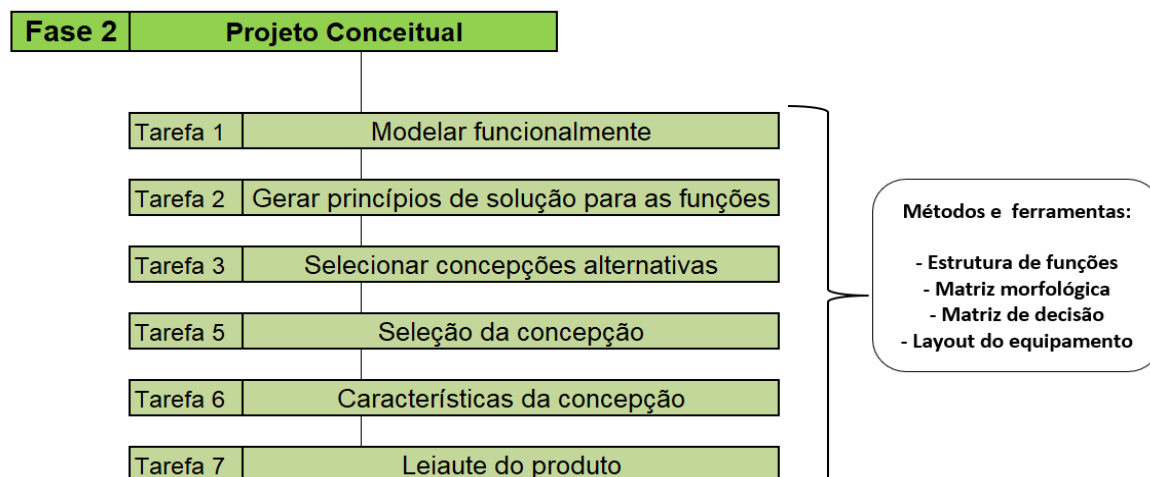 Fase 2 Projeto Conceitual
Tarefa 1 Modelar funcionalmente
Tarefa 2 Gerar princípios de solução para as funções
Tarefa 3 Selecionar concepções alternativas
Tarefa 5 Seleção da concepção
Tarefa 6 Características da concepção
Tarefa 7 Leiaute do produto
Métodos e ferramentas:
- Estrutura de funções
- Matriz morfológica
- Matriz de decisão
- Layout do equipamento